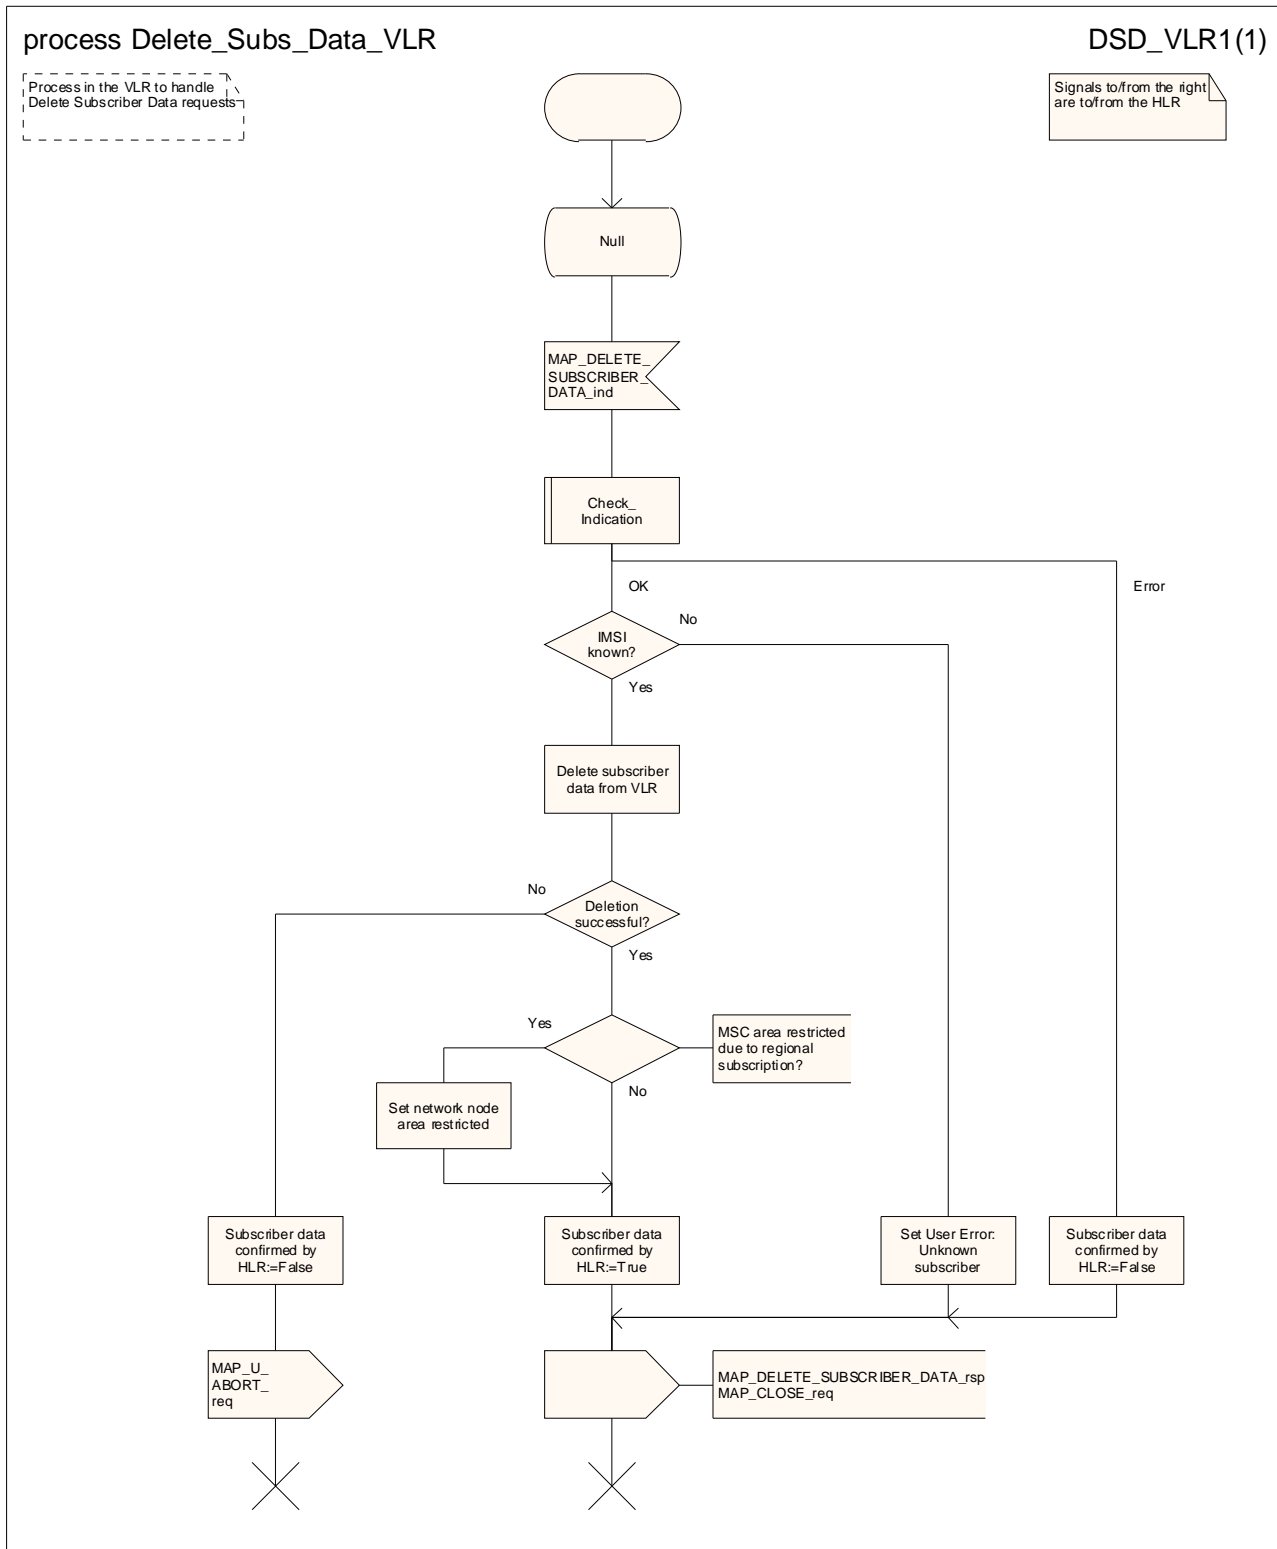 process Delete_Subs_Data_VLR
DSD_VLR1(1)
Process in the VLR to handle
Delete Subscriber Data requests
Signals to/from the right
are to/from the HLR
Null
MAP_DELETE_
SUBSCRIBER_
DATA_ind
Check_
Indication
OK
Error
IMSI
known?
No
Yes
Delete subscriber
data from VLR
No
Deletion
successful?
Yes
Yes
MSC area restricted
due to regional
subscription?
No
Set network node
area restricted
Subscriber data
confirmed by
HLR:=False
Subscriber data
confirmed by
HLR:=True
Set User Error:
Unknown
subscriber
Subscriber data
confirmed by
HLR:=False
MAP_U_
ABORT_
req
MAP_DELETE_SUBSCRIBER_DATA_rsp
MAP_CLOSE_req